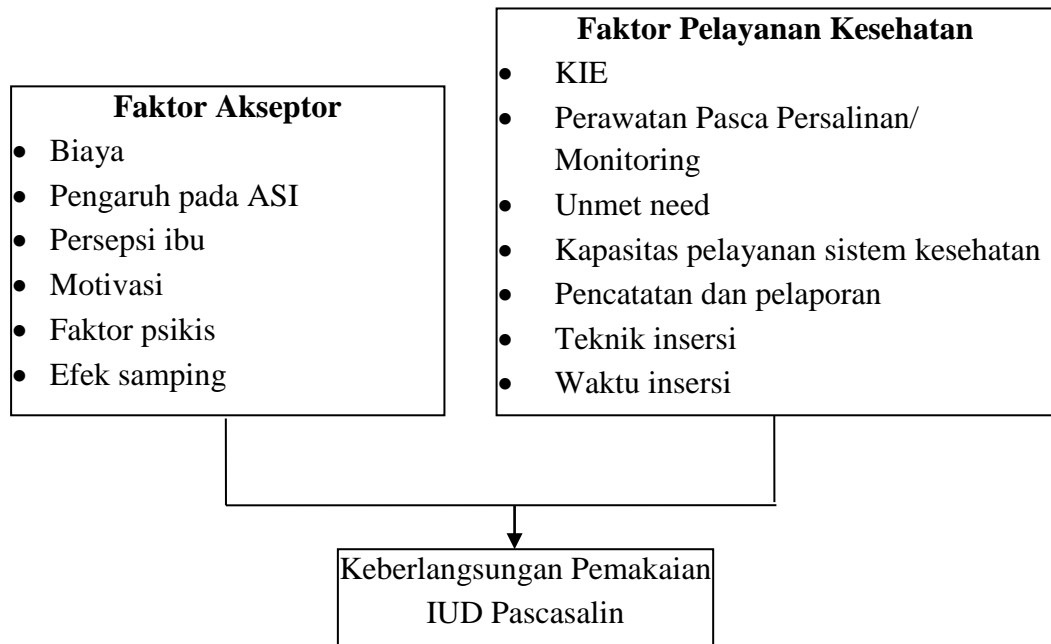 Faktor Akseptor
• Biaya
• Pengaruh pada ASI
• Persepsi ibu
• Motivasi
• Faktor psikis
• Efek samping
Faktor Pelayanan Kesehatan
• KIE
• Perawatan Pasca Persalinan/
Monitoring
• Unmet need
• Kapasitas pelayanan sistem kesehatan
• Pencatatan dan pelaporan
• Teknik insersi
• Waktu insersi
Keberlangsungan Pemakaian
IUD Pascasalin